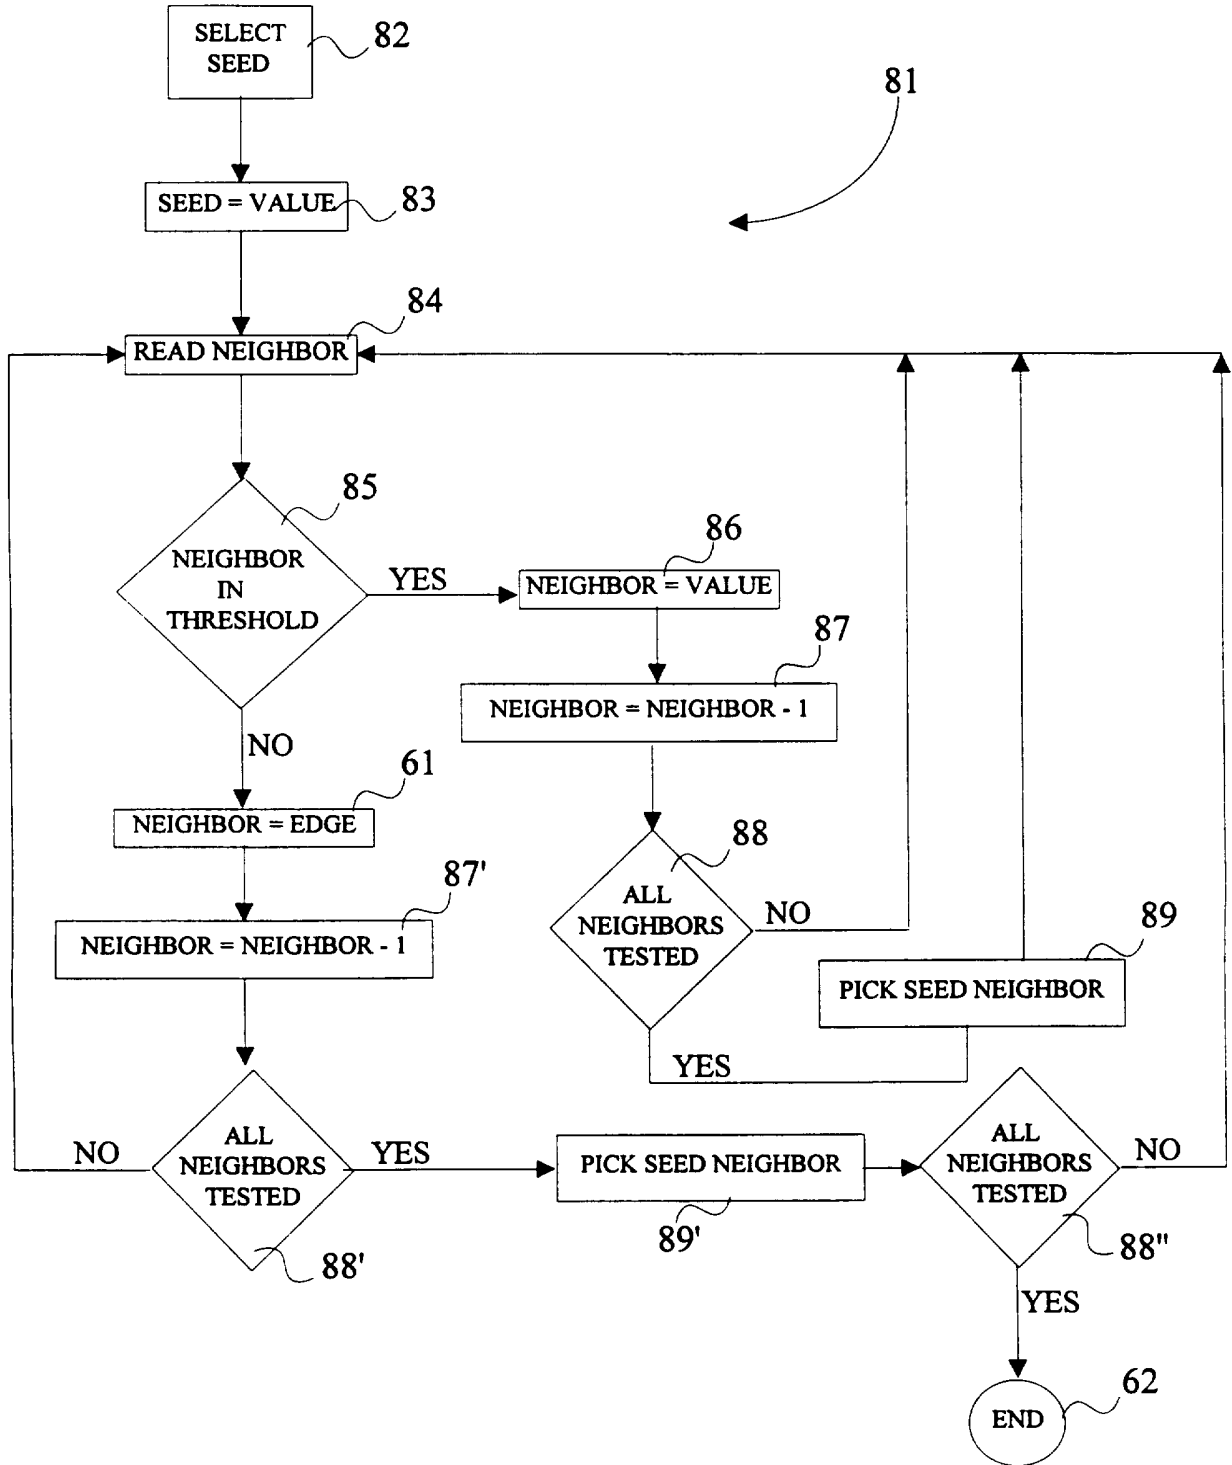 SELECT
SEED
82
81
SEED = VALUE
83
84
READ NEIGHBOR
85
NEIGHBOR
IN
THRESHOLD
YES
86
NEIGHBOR = VALUE
87
NEIGHBOR = NEIGHBOR - 1
NO
61
NEIGHBOR = EDGE
87'
NEIGHBOR = NEIGHBOR - 1
88
ALL
NEIGHBORS
TESTED
NO
YES
89
PICK SEED NEIGHBOR
NO
ALL
NEIGHBORS
TESTED
88'
YES
PICK SEED NEIGHBOR
89'
ALL
NEIGHBORS
TESTED
NO
88"
YES
62
END